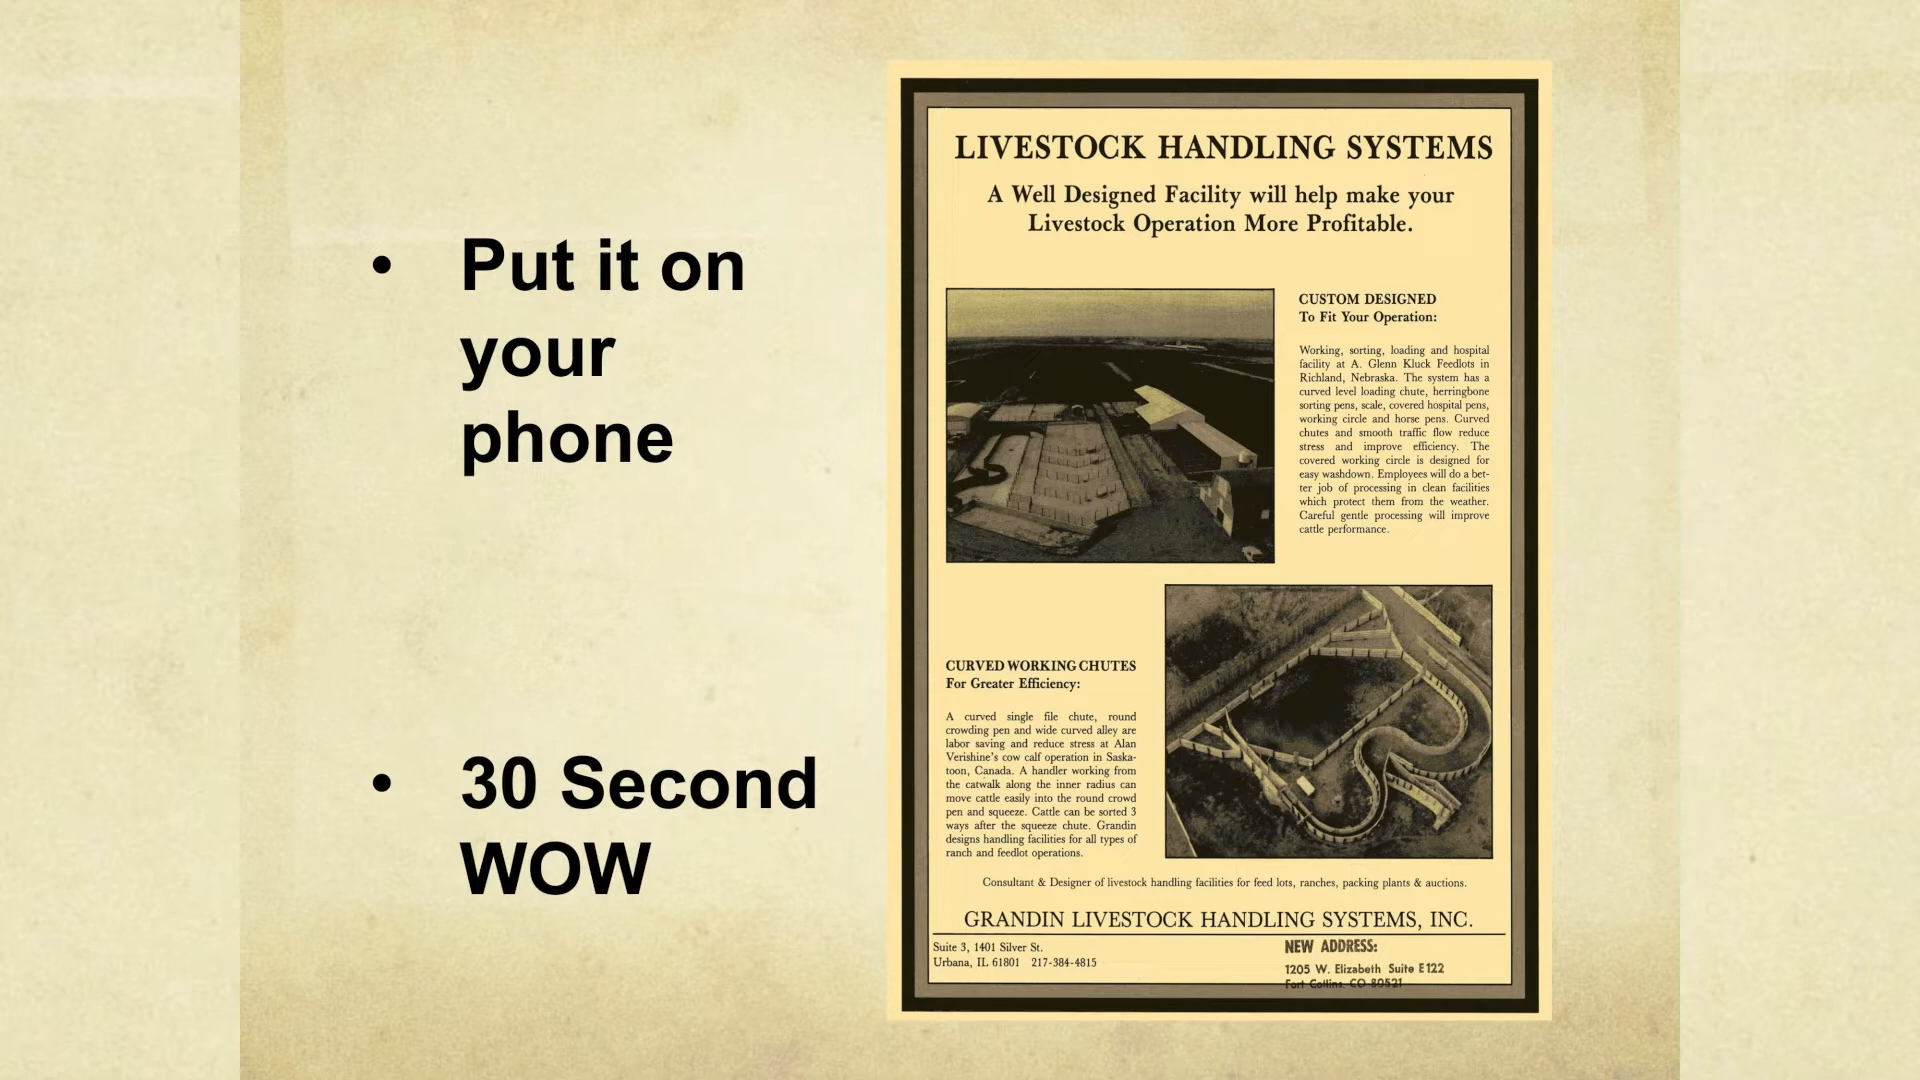 • Put it on
your
phone
• 30 Second
WOW
LIVESTOCK HANDLING SYSTEMS
A Well Designed Facility will help make your
Livestock Operation More Profitable.
CUSTOM DESIGNED
To Fit Your Operation:
Working, sorting, loading and hospital
facility at A. Glenn Kluck Feedlots in
Richland, Nebraska. The system has a
curved level loading chute, herringbone
sorting pens, scale, covered hospital pens,
working circle and horse pens. Curved
chutes and smooth traffic flow reduce
stress and improve efficiency. The
covered working circle is designed for
easy washdown. Employees will do a bet-
ter job of processing in clean facilities
which protect them from the weather.
Careful gentle processing will improve
cattle performance.
CURVED WORKING CHUTES
For Greater Efficiency:
A curved single file chute, round
crowding pen and wide curved alley are
labor saving and reduce stress at Alan
Verishine's cow calf operation in Saska-
toon, Canada. A handler working from
the catwalk along the inner radius can
move cattle easily into the round crowd
pen and squeeze. Cattle can be sorted 3
ways after the squeeze chute. Grandin
designs handling facilities for all types of
ranch and feedlot operations.
Consultant & Designer of livestock handling facilities for feed lots, ranches, packing plants & auctions.
GRANDIN LIVESTOCK HANDLING SYSTEMS, INC.
Suite 3, 1401 Silver St.
Urbana, IL 61801 217-384-4815
NEW ADDRESS:
1205 W. Elizabeth Suite E122
Fort Collins, CO 80521